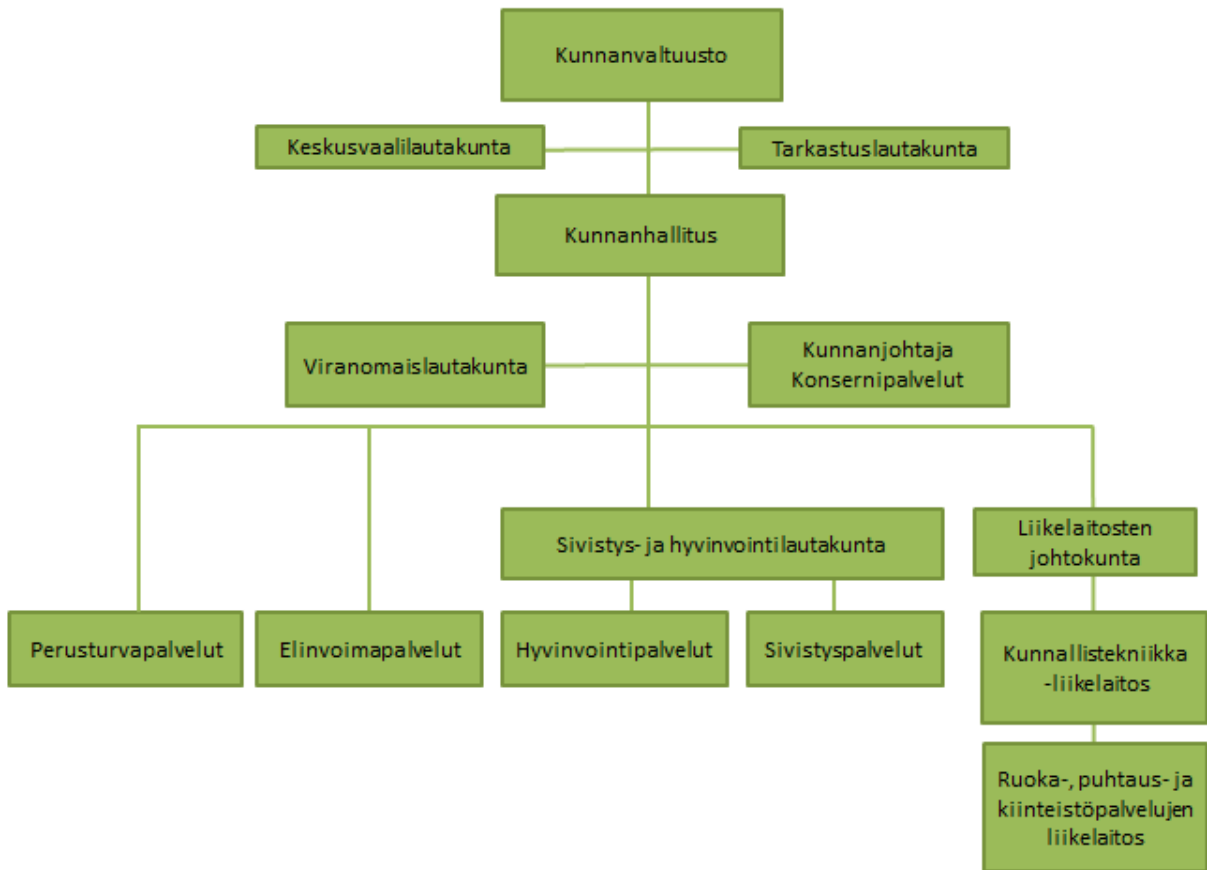 Kunnanvaltuusto
Keskusvaalilautakunta
Tarkastuslautakunta
Kunnanhallitus
Viranomaislautakunta
Kunnanjohtaja
Konsernipalvelut
Sivistys- ja hyvinvointilautakunta
Liikelaitosten
johtokunta
Perusturvapalvelut
Elinvoimapalvelut
Hyvinvointipalvelut
Sivistyspalvelut
Kunnallistekniikka
-liikelaitos
Ruoka-, puhtaus- ja
kiinteistöpalvelujen
liikelaitos